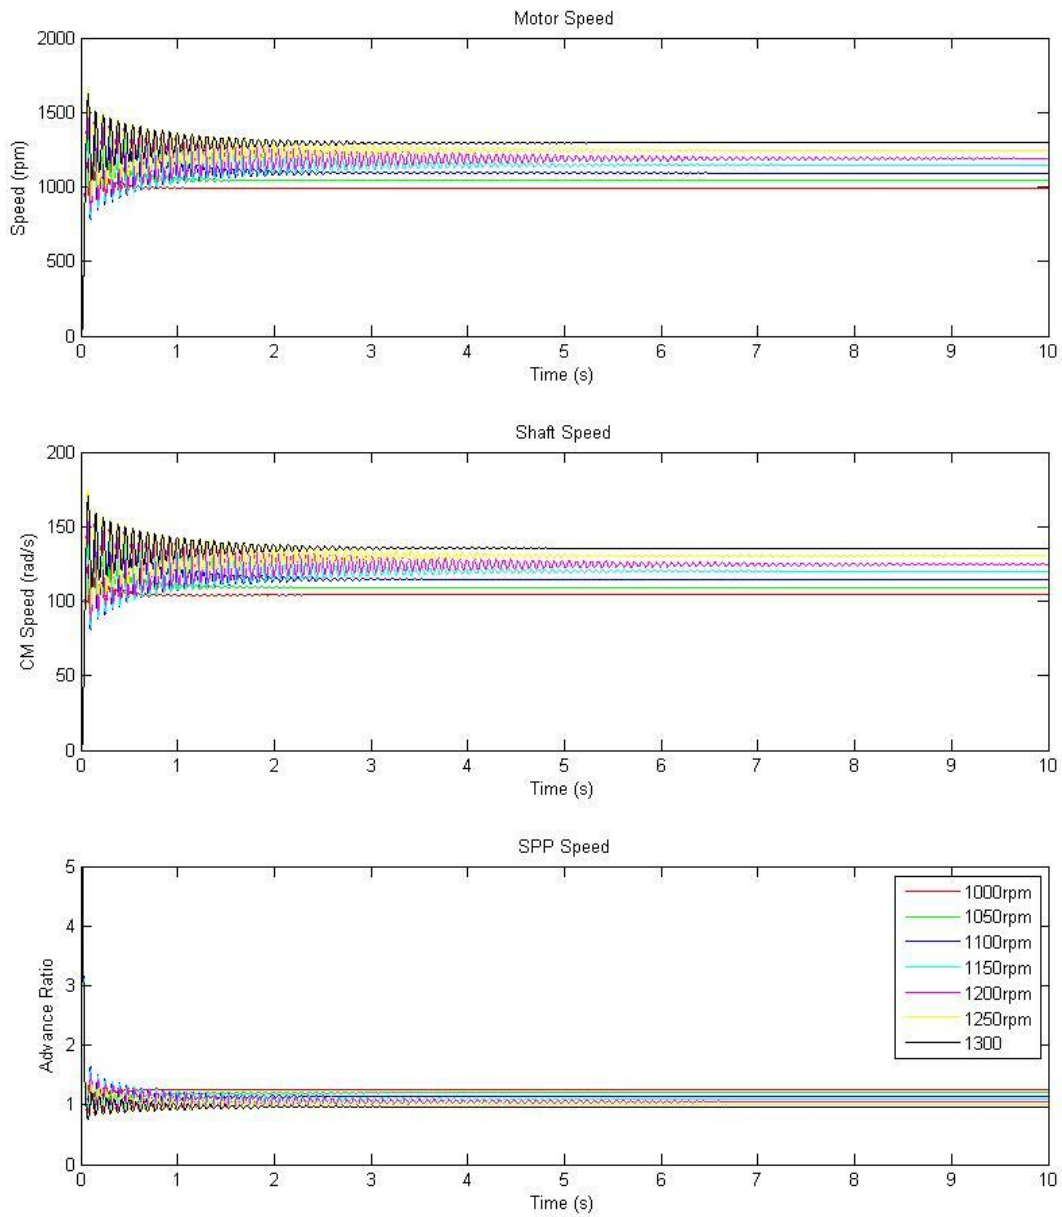 Motor Speed
2000
1500
1000
500
0
Speed (rpm)
0 1 2 3 4 5 6 7 8 9 10
Time (s)
Shaft Speed
200
150
100
50
0
CM Speed (rad/s)
0 1 2 3 4 5 6 7 8 9 10
Time (s)
SPP Speed
5
4
3
2
1
0
Advance Ratio
1000rpm
1050rpm
1100rpm
1150rpm
1200rpm
1250rpm
1300
0 1 2 3 4 5 6 7 8 9 10
Time (s)